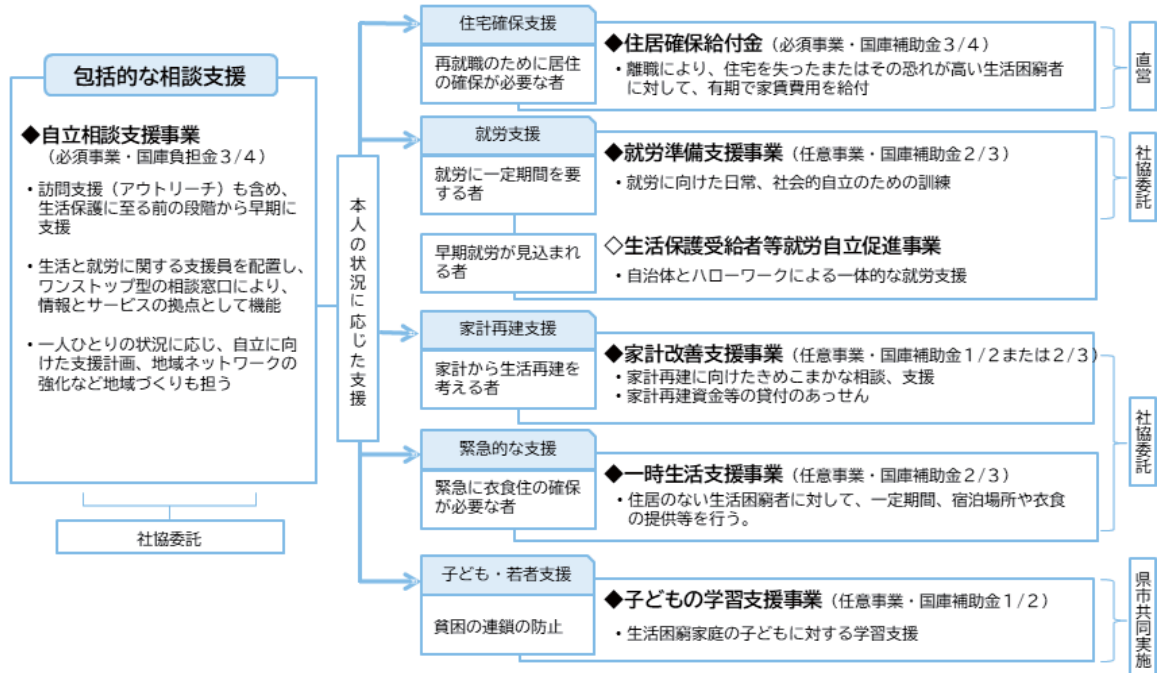 包括的な相談支援
◆自立相談支援事業
（必須事業・国庫負担金３/４）
・訪問支援（アウトリーチ）も含め、
生活保護に至る前の段階から早期に
支援
・生活と就労に関する支援員を配置し、
ワンストップ型の相談窓口により、
情報とサービスの拠点として機能
・一人ひとりの状況に応じ、自立に向
けた支援計画、地域ネットワークの
強化など地域づくりも担う
社協委託
本人の状況に応じた支援
住宅確保支援
再就職のために居住
の確保が必要な者
◆住居確保給付金（必須事業・国庫補助金３/４）
・離職により、住宅を失ったまたはその恐れが高い生活困窮者
に対して、有期で家賃費用を給付
直営
就労支援
就労に一定期間を要
する者
◆就労準備支援事業（任意事業・国庫補助金２/３）
・就労に向けた日常、社会的自立のための訓練
社協委託
早期就労が見込まれ
る者
◇生活保護受給者等就労自立促進事業
・自治体とハローワークによる一体的な就労支援
家計再建支援
家計から生活再建を
考える者
◆家計改善支援事業（任意事業・国庫補助金１/２または２/３）
・家計再建に向けたきめこまかな相談、支援
・家計再建資金等の貸付のあっせん
緊急的な支援
緊急に衣食住の確保
が必要な者
◆一時生活支援事業（任意事業・国庫補助金２/３）
・住居のない生活困窮者に対して、一定期間、宿泊場所や衣食
の提供等を行う。
社協委託
子ども・若者支援
貧困の連鎖の防止
◆子どもの学習支援事業（任意事業・国庫補助金１/２）
・生活困窮家庭の子どもに対する学習支援
県市共同実施